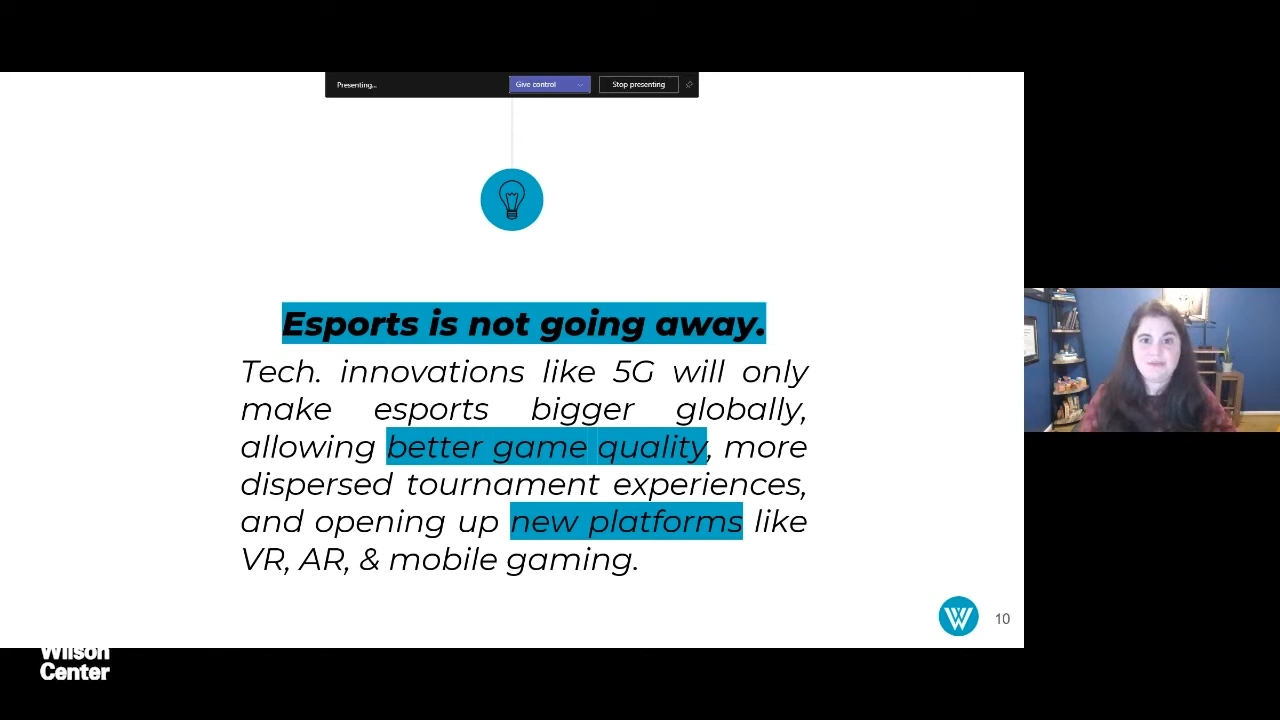 Presenting...
Give control
Stop presenting
Esports is not going away.
Tech. innovations like 5G will only
make esports bigger globally,
allowing better game quality, more
dispersed tournament experiences,
and opening up new platforms like
VR, AR, & mobile gaming.
W
10
Wilson
Center